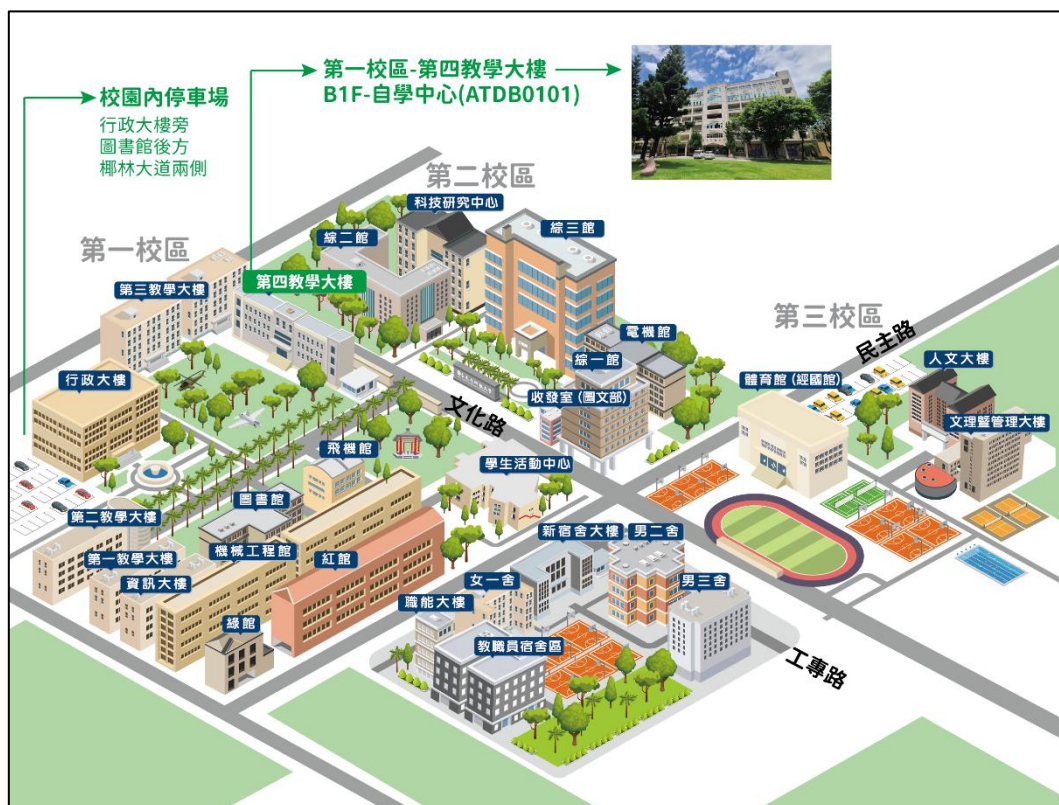 校園內停車場
行政大樓旁
圖書館後方
椰林大道兩側
第一校區-第四教學大樓
B1F-自學中心(ATDB0101)
第二校區
科技研究中心
綜二館
綜三館
第一校區
第三教學大樓
第四教學大樓
第三校區
民主路
電機館
人文大樓
綜一館
體育館(經國館)
行政大樓
收發室(圖文部)
文化路
文理暨管理大樓
飛機館
學生活動中心
圖書館
第二教學大樓
新宿舍大樓
男二舍
第一教學大樓
機械工程館
紅館
資訊大樓
女一舍
男三舍
職能大樓
綠館
教職員宿舍區
工專路